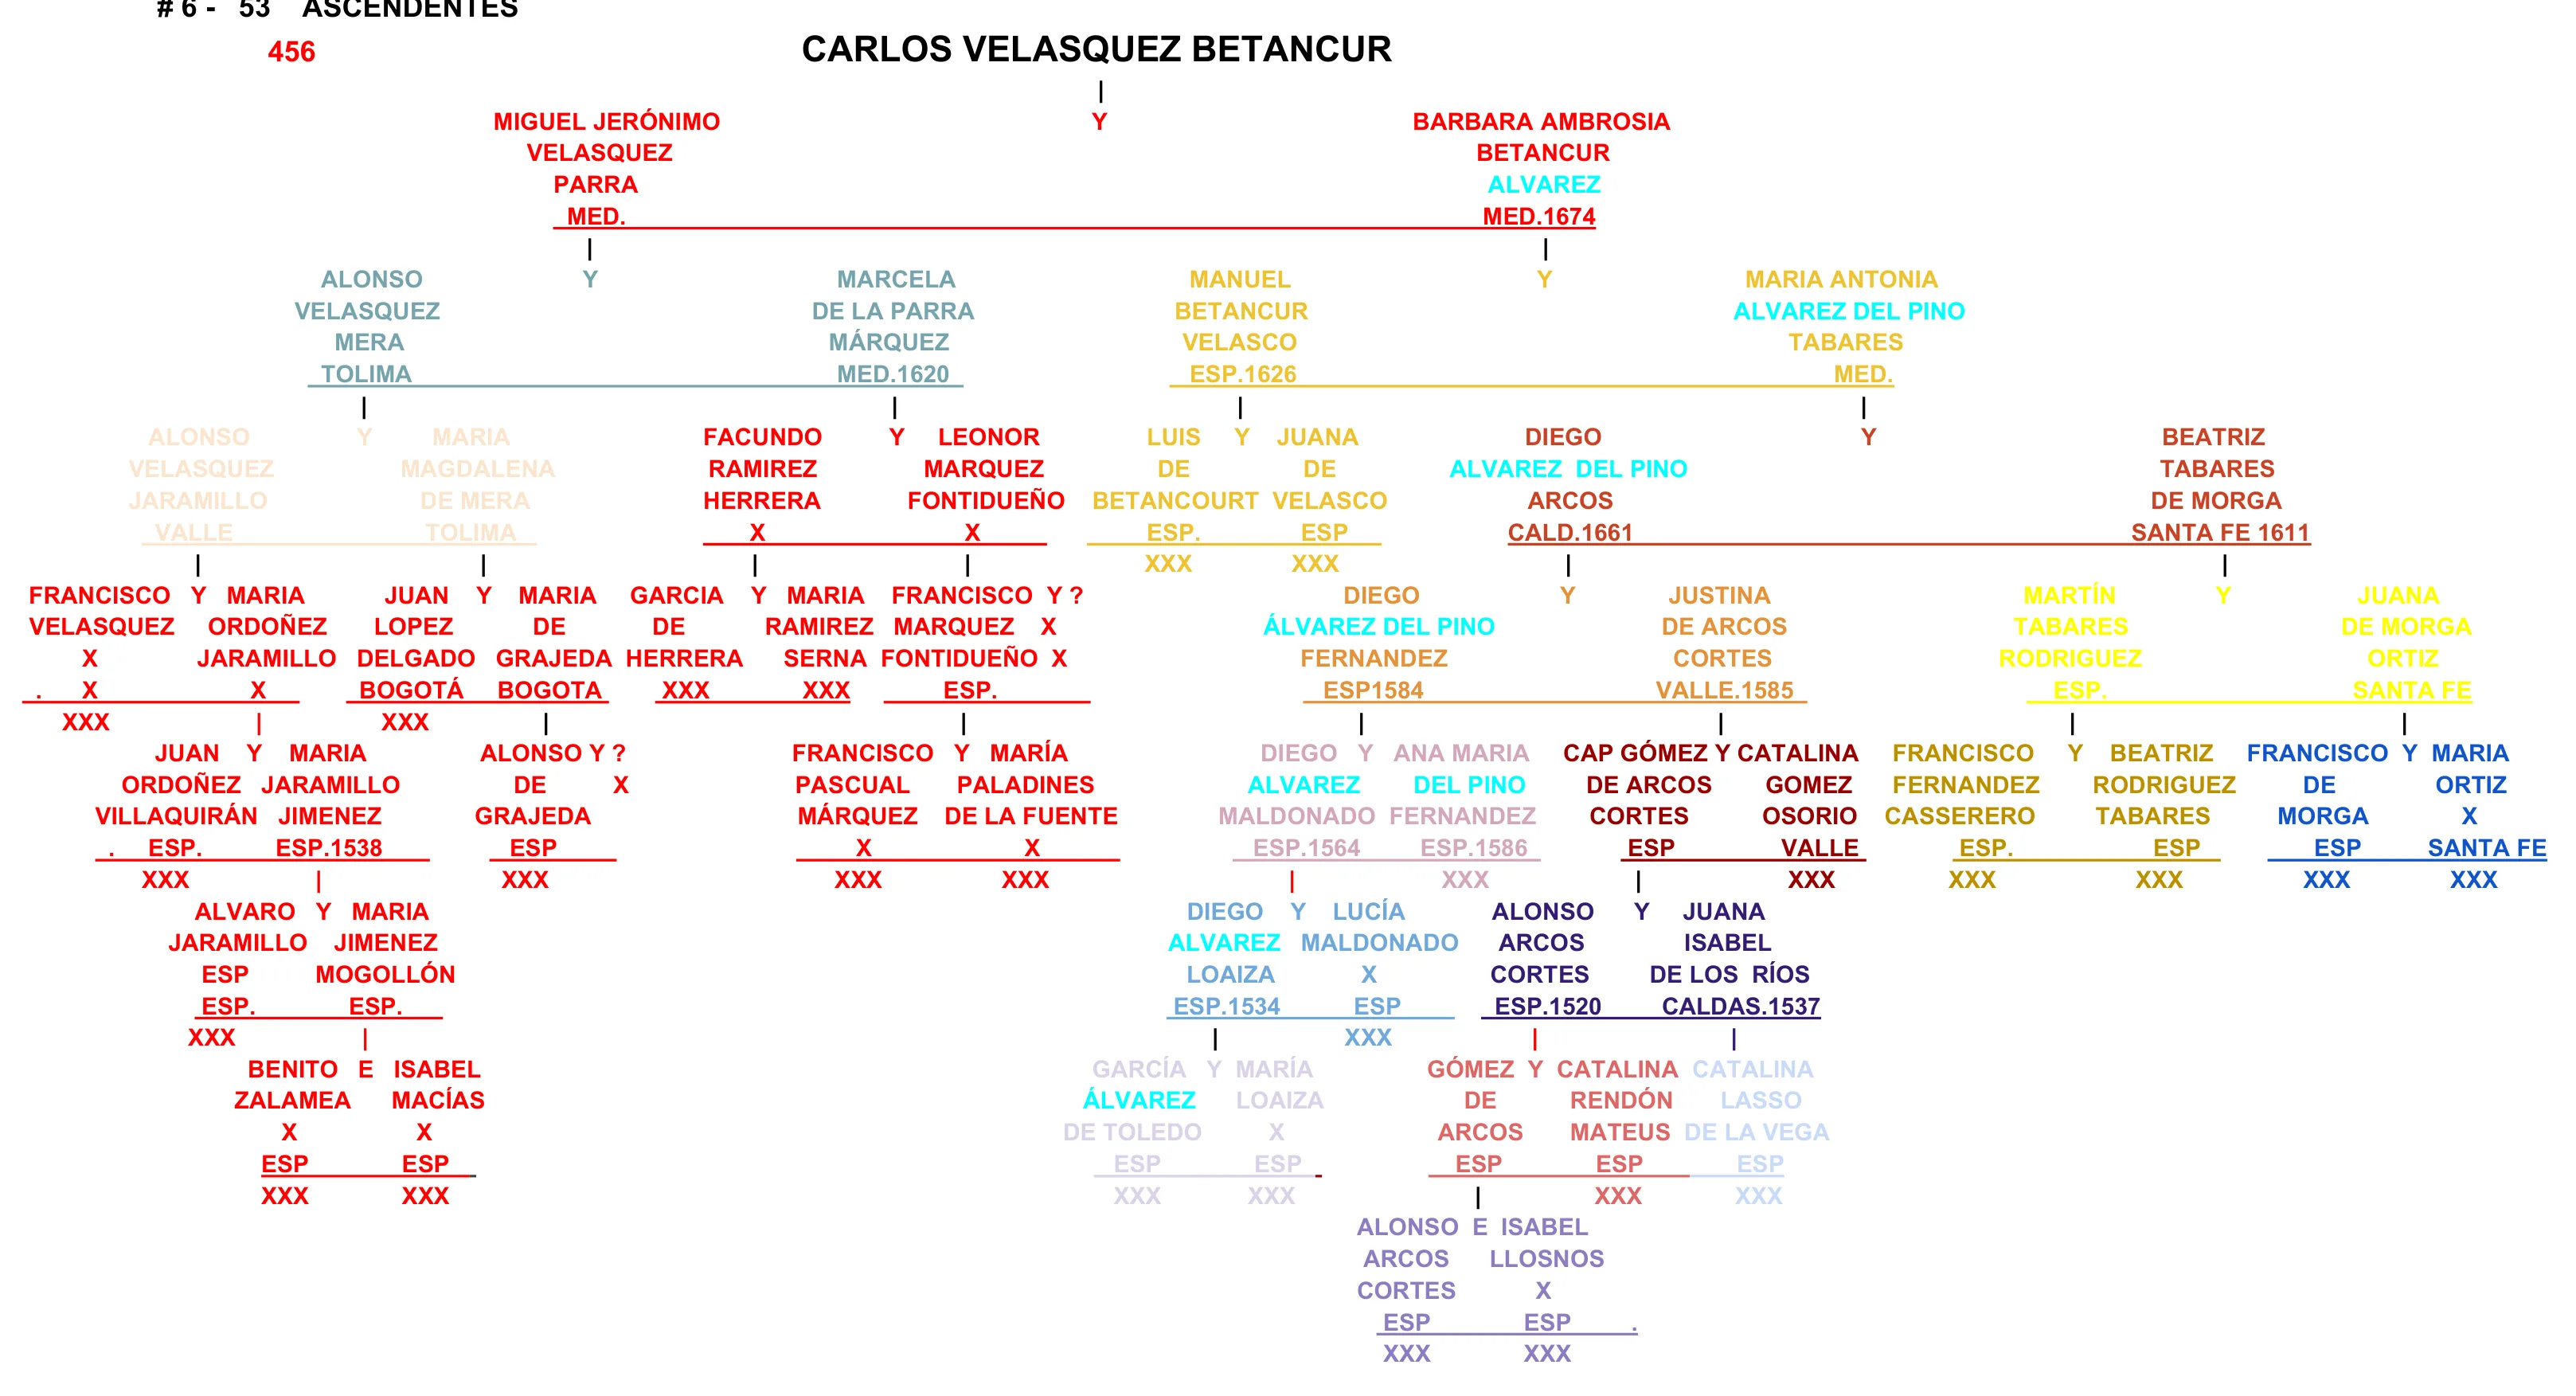 # 6 - 53 ASCENDENTES
456
CARLOS VELASQUEZ BETANCUR
MIGUEL JERÓNIMO Y BARBARA AMBROSIA
VELASQUEZ BETANCUR
PARRA ALVAREZ
MED. MED.1674
ALONSO Y MARCELA MANUEL Y MARIA ANTONIA
VELASQUEZ DE LA PARRA BETANCUR ALVAREZ DEL PINO
MERA MÁRQUEZ VELASCO TABARES
TOLIMA MED.1620 ESP.1626 MED.
ALONSO Y MARIA FACUNDO Y LEONOR LUIS Y JUANA DIEGO Y BEATRIZ
VELASQUEZ MAGDALENA RAMIREZ MARQUEZ DE DE ALVAREZ DEL PINO TABARES
JARAMILLO DE MERA HERRERA FONTIDUEÑO BETANCOURT VELASCO ARCOS DE MORGA
VALLE TOLIMA X X ESP. ESP CALD.1661 SANTA FE 1611
XXX XXX
FRANCISCO Y MARIA JUAN Y MARIA GARCIA Y MARIA FRANCISCO Y ? DIEGO Y JUSTINA MARTÍN Y JUANA
VELASQUEZ ORDOÑEZ LOPEZ DE DE RAMIREZ MARQUEZ X ÁLVAREZ DEL PINO DE ARCOS TABARES DE MORGA
X JARAMILLO DELGADO GRAJEDA HERRERA SERNA FONTIDUEÑO X FERNANDEZ CORTES RODRIGUEZ ORTIZ
. X X BOGOTÁ BOGOTA XXX XXX ESP. ESP1584 VALLE.1585 ESP. SANTA FE
XXX XXX
JUAN Y MARIA ALONSO Y ? FRANCISCO Y MARÍA DIEGO Y ANA MARIA CAP GÓMEZ Y CATALINA FRANCISCO Y BEATRIZ FRANCISCO Y MARIA
ORDOÑEZ JARAMILLO DE X PASCUAL PALADINES ALVAREZ DEL PINO DE ARCOS GOMEZ FERNANDEZ RODRIGUEZ DE ORTIZ
VILLAQUIRÁN JIMENEZ GRAJEDA MÁRQUEZ DE LA FUENTE MALDONADO FERNANDEZ CORTES OSORIO CASSERERO TABARES MORGA X
. ESP. ESP.1538 ESP X X ESP.1564 ESP.1586 ESP VALLE ESP. ESP ESP SANTA FE
XXX XXX XXX XXX XXX XXX XXX XXX XXX XXX
ALVARO Y MARIA DIEGO Y LUCÍA ALONSO Y JUANA
JARAMILLO JIMENEZ ALVAREZ MALDONADO ARCOS ISABEL
ESP MOGOLLÓN LOAIZA X CORTES DE LOS RÍOS
ESP. ESP. ESP.1534 ESP ESP.1520 CALDAS.1537
XXX XXX
BENITO E ISABEL GARCÍA Y MARÍA GÓMEZ Y CATALINA CATALINA
ZALAMEA MACÍAS ÁLVAREZ LOAIZA DE RENDÓN LASSO
X X DE TOLEDO X ARCOS MATEUS DE LA VEGA
ESP ESP ESP ESP ESP ESP ESP
XXX XXX XXX XXX XXX XXX
ALONSO E ISABEL
ARCOS LLOSNOS
CORTES X
ESP ESP .
XXX XXX